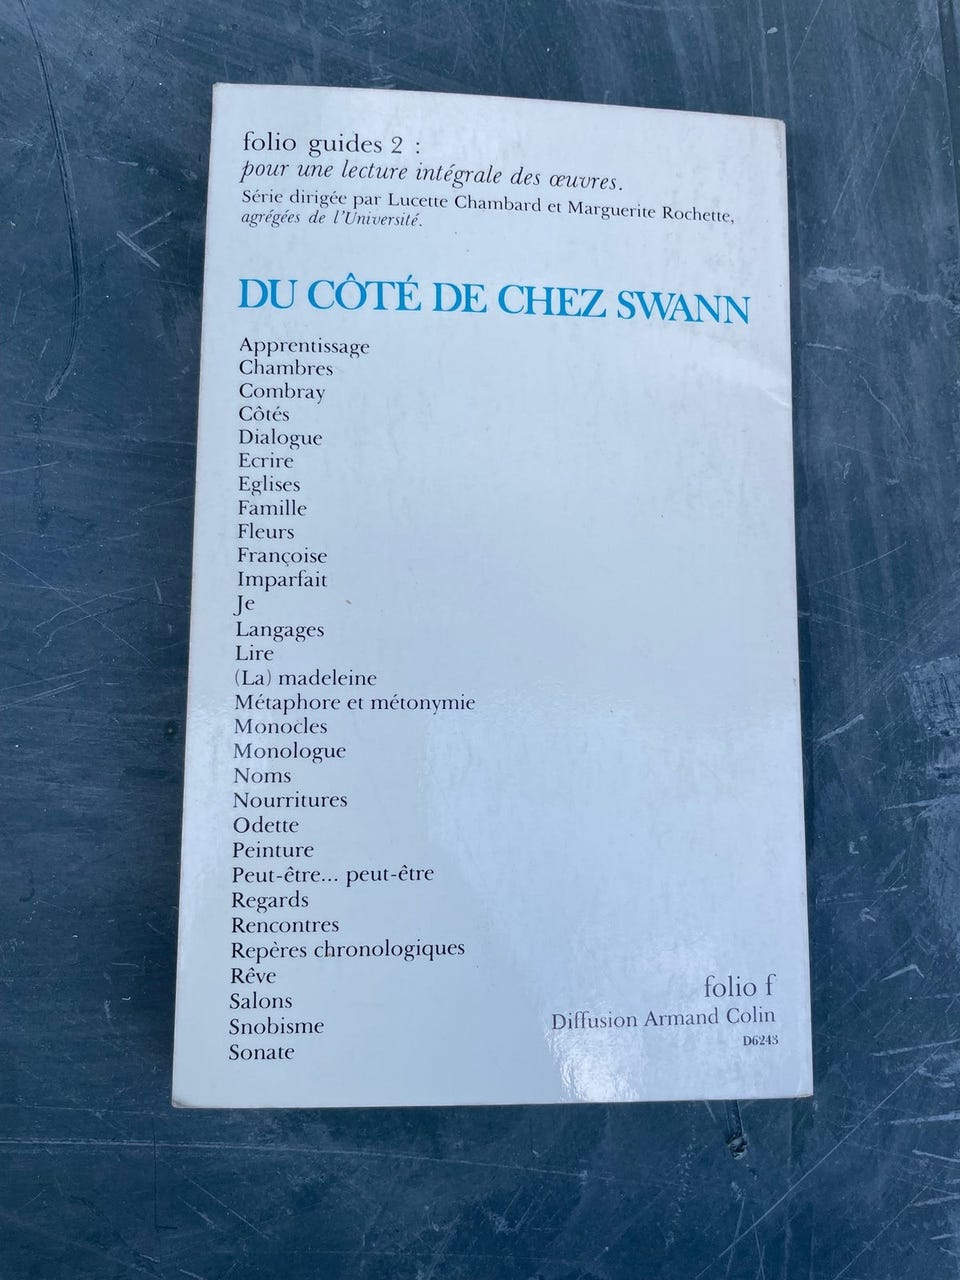 folio guides 2 :
pour une lecture intégrale des œuvres.
Série dirigée par Lucette Chambard et Marguerite Rochette,
agrégées de l'Université.
DU CÔTÉ DE CHEZ SWANN
Apprentissage
Chambres
Combray
Côtés
Dialogue
Ecrire
Eglises
Famille
Fleurs
Françoise
Imparfait
Je
Langages
Lire
(La) madeleine
Métaphore et métonymie
Monocles
Monologue
Noms
Nourritures
Odette
Peinture
Peut-être... peut-être
Regards
Rencontres
Repères chronologiques
Rêve
Salons
Snobisme
Sonate
folio f
Diffusion Armand Colin
D6243